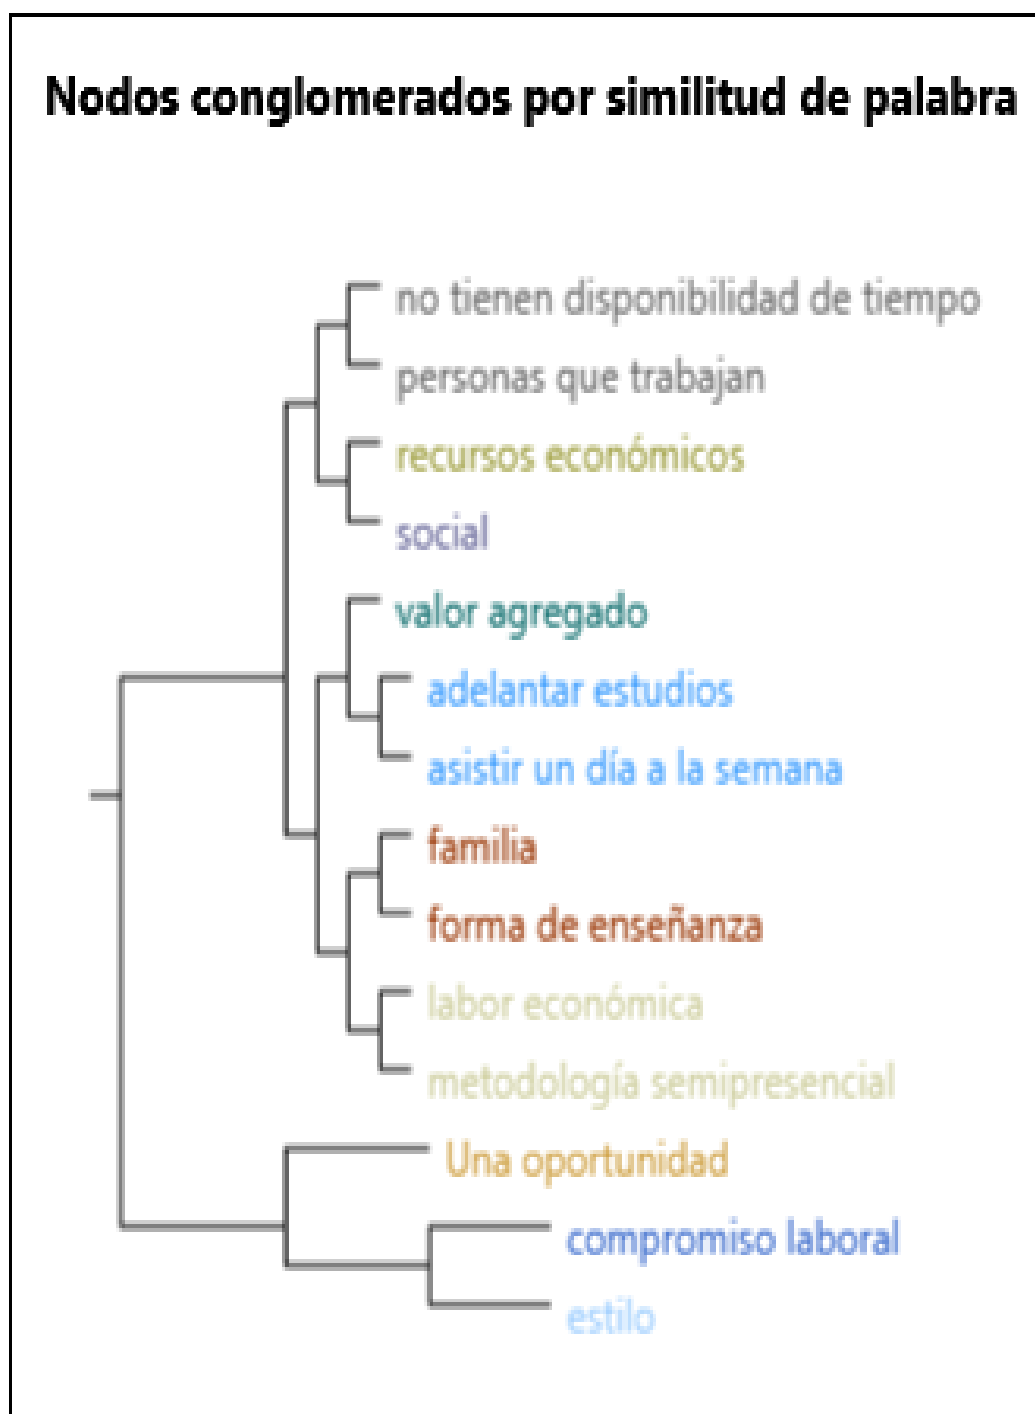 Nodos conglomerados por similitud de palabra
no tienen disponibilidad de tiempo
personas que trabajan
recursos económicos
social
valor agregado
adelantar estudios
asistir un día a la semana
familia
forma de enseñanza
labor económica
metodología semipresencial
Una oportunidad
compromiso laboral
estilo